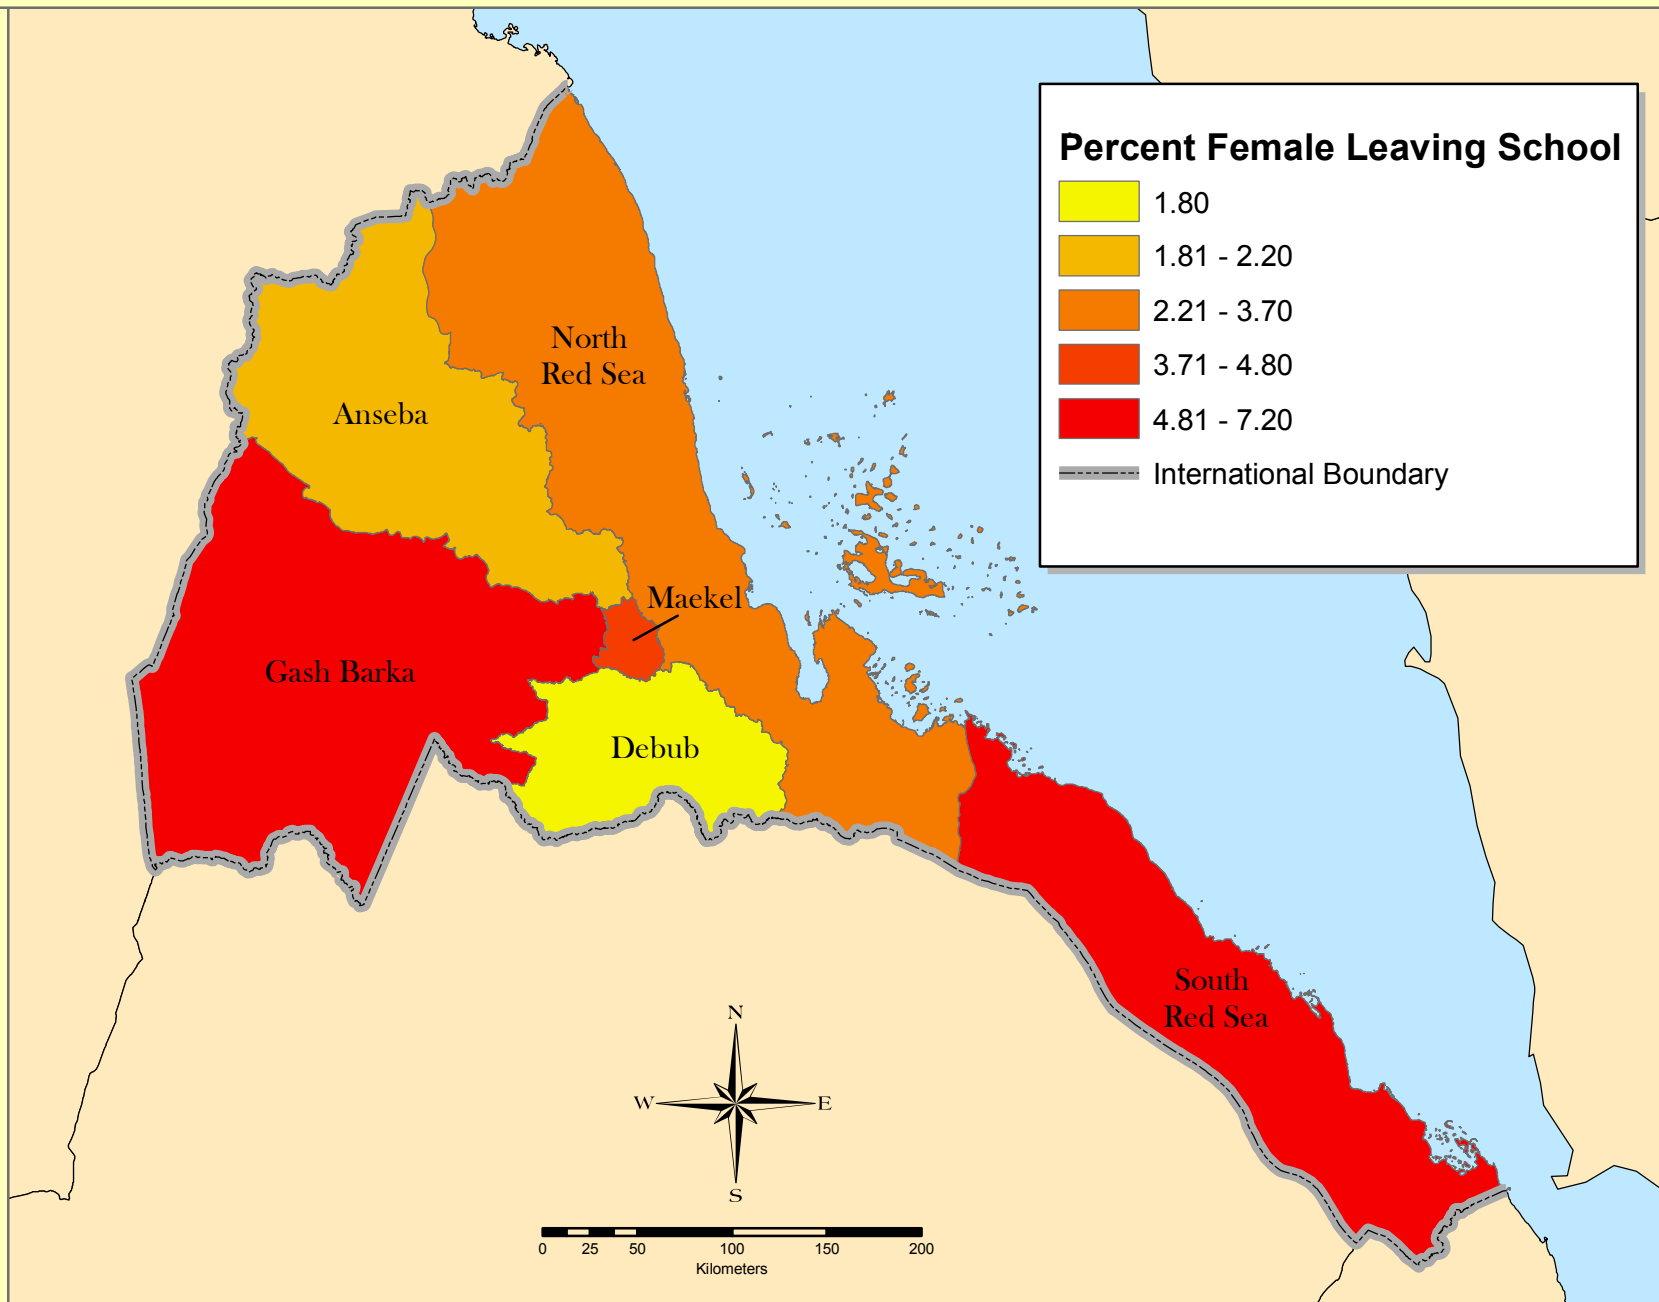 Percent Female Leaving School
1.80
1.81 - 2.20
2.21 - 3.70
3.71 - 4.80
4.81 - 7.20
International Boundary
North
Red Sea
Anseba
Maekel
Gash Barka
Debub
South
Red Sea
N
W
E
S
0 25 50 100 150 200
Kilometers